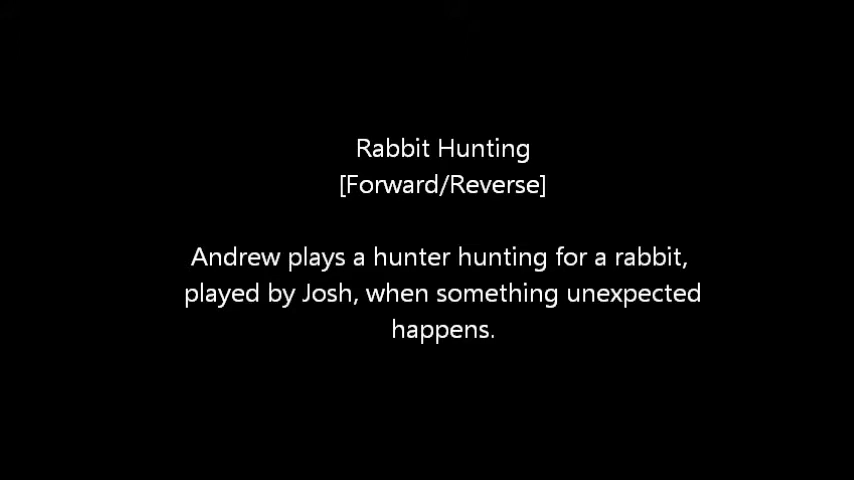 Rabbit Hunting
[Forward/Reverse]
Andrew plays a hunter hunting for a rabbit,
played by Josh, when something unexpected
happens.